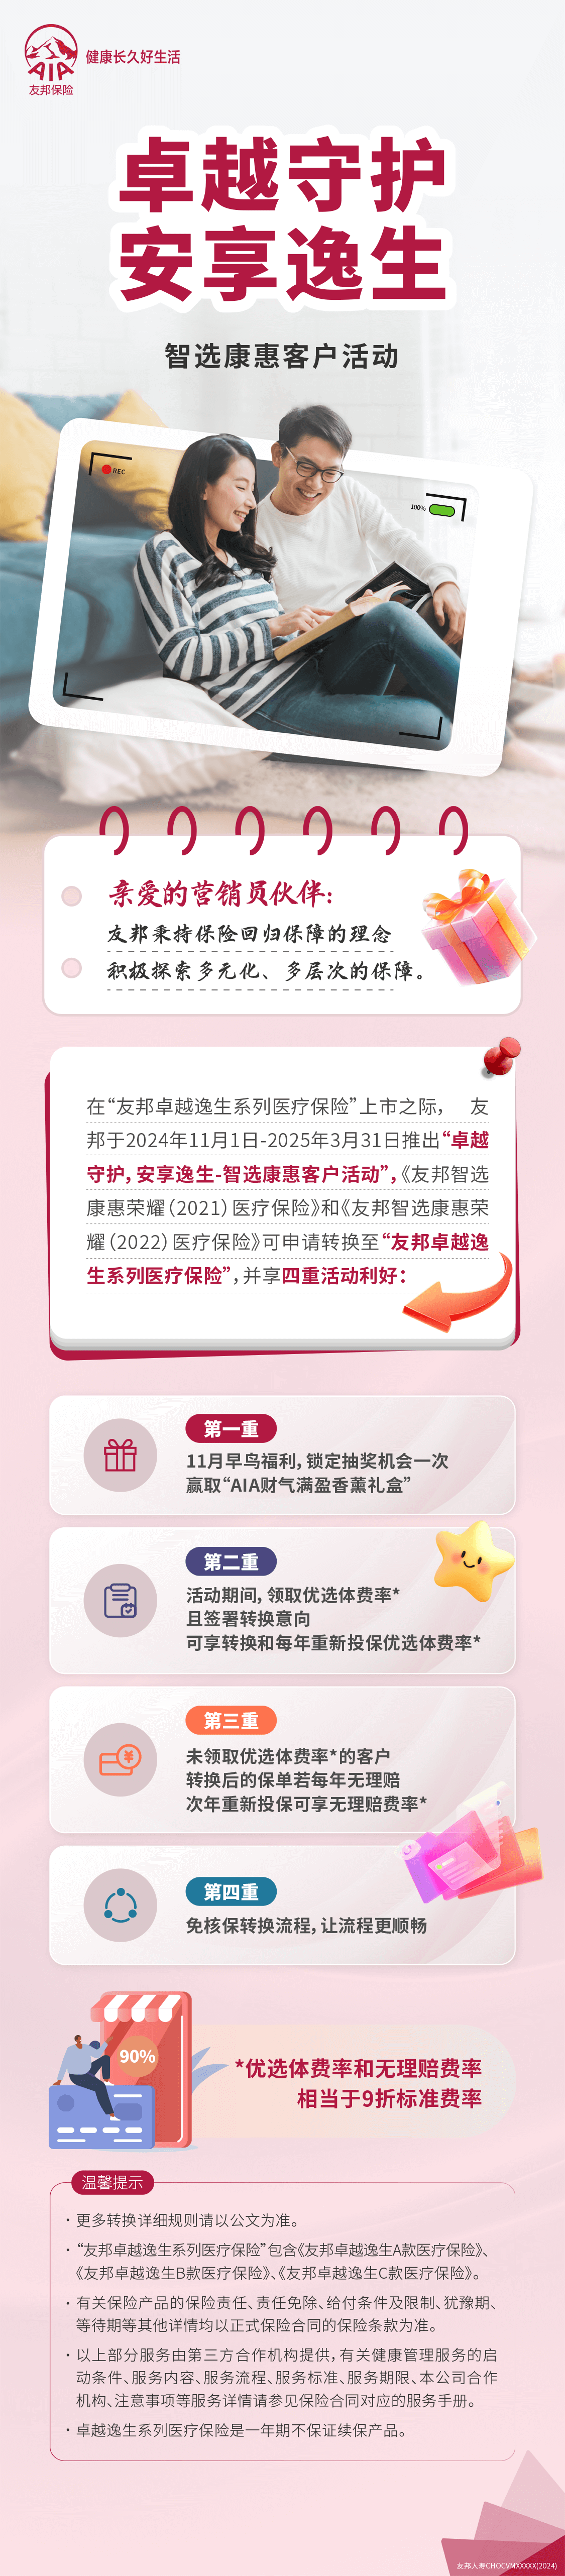 AIA
友邦保险
健康长久好生活
卓越守护
安享逸生
智选康惠客户活动
REC
100%
亲爱的营销员伙伴：
友邦秉持保险回归保障的理念
积极探索多元化、多层次的保障。
在“友邦卓越逸生系列医疗保险”上市之际， 友
邦于2024年11月1日-2025年3月31日推出“卓越
守护，安享逸生-智选康惠客户活动”，《友邦智选
康惠荣耀（2021）医疗保险》和《友邦智选康惠荣
耀（2022）医疗保险》可申请转换至“友邦卓越逸
生系列医疗保险”，并享四重活动利好：
第一重
11月早鸟福利，锁定抽奖机会一次
赢取“AIA财气满盈香薰礼盒”
第二重
活动期间，领取优选体费率*
且签署转换意向
可享转换和每年重新投保优选体费率*
第三重
未领取优选体费率*的客户
转换后的保单若每年无理赔
次年重新投保可享无理赔费率*
第四重
免核保转换流程，让流程更顺畅
90%
*优选体费率和无理赔费率
相当于9折标准费率
温馨提示
· 更多转换详细规则请以公文为准。
· “友邦卓越逸生系列医疗保险”包含《友邦卓越逸生A款医疗保险》、
《友邦卓越逸生B款医疗保险》、《友邦卓越逸生C款医疗保险》。
· 有关保险产品的保险责任、责任免除、给付条件及限制、犹豫期、
等待期等其他详情均以正式保险合同的保险条款为准。
· 以上部分服务由第三方合作机构提供，有关健康管理服务的启
动条件、服务内容、服务流程、服务标准、服务期限、本公司合作
机构、注意事项等服务详情请参见保险合同对应的服务手册。
· 卓越逸生系列医疗保险是一年期不保证续保产品。
友邦人寿CHOCVMXXXXX(2024)